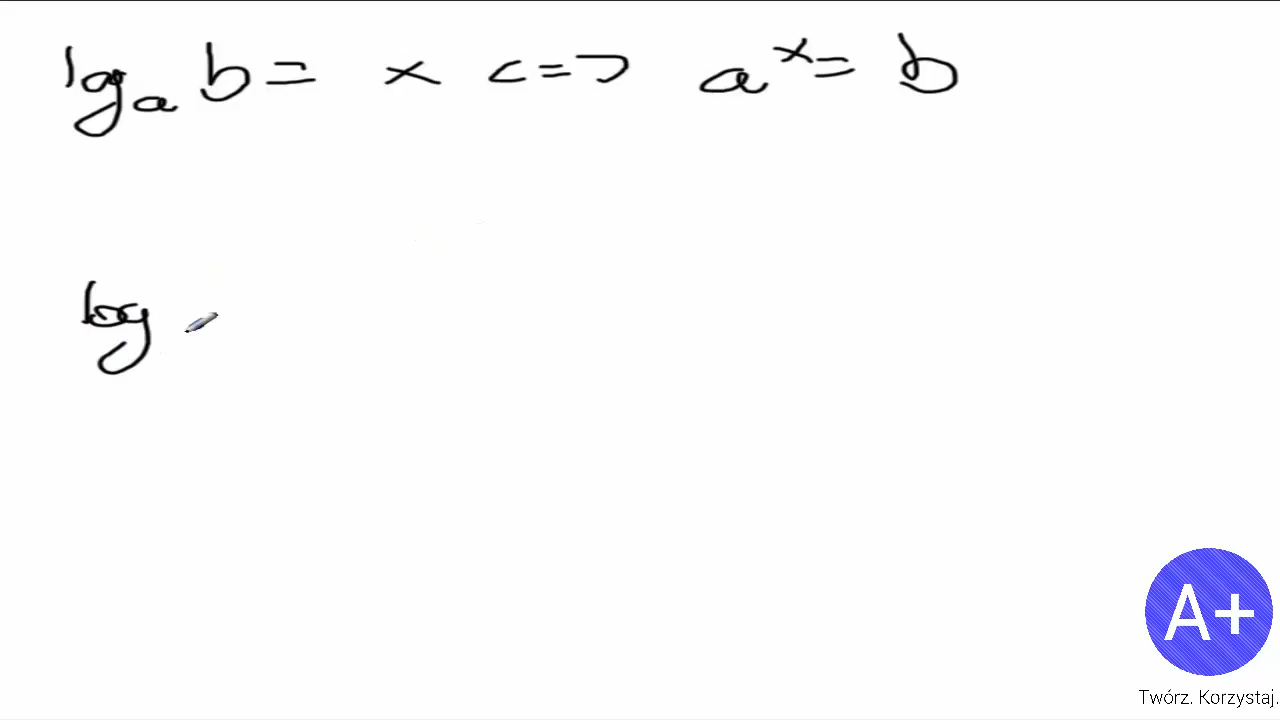 log_a b = x <=> a^x = b
log
A+
Twórz. Korzystaj.